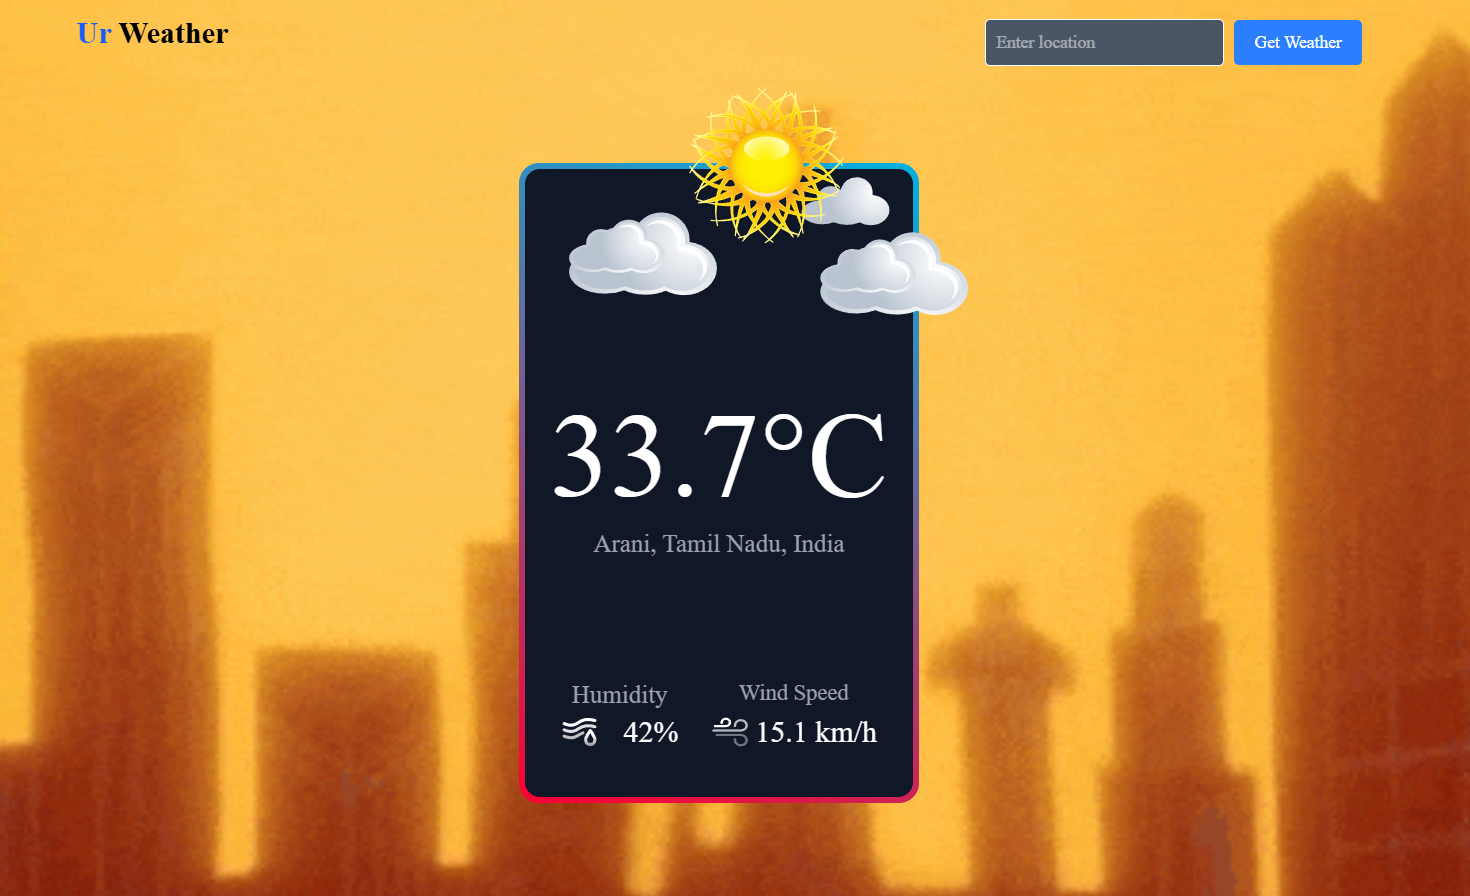 Ur Weather
Enter location
Get Weather
33.7°C
Arani, Tamil Nadu, India
Humidity
42%
Wind Speed
15.1 km/h